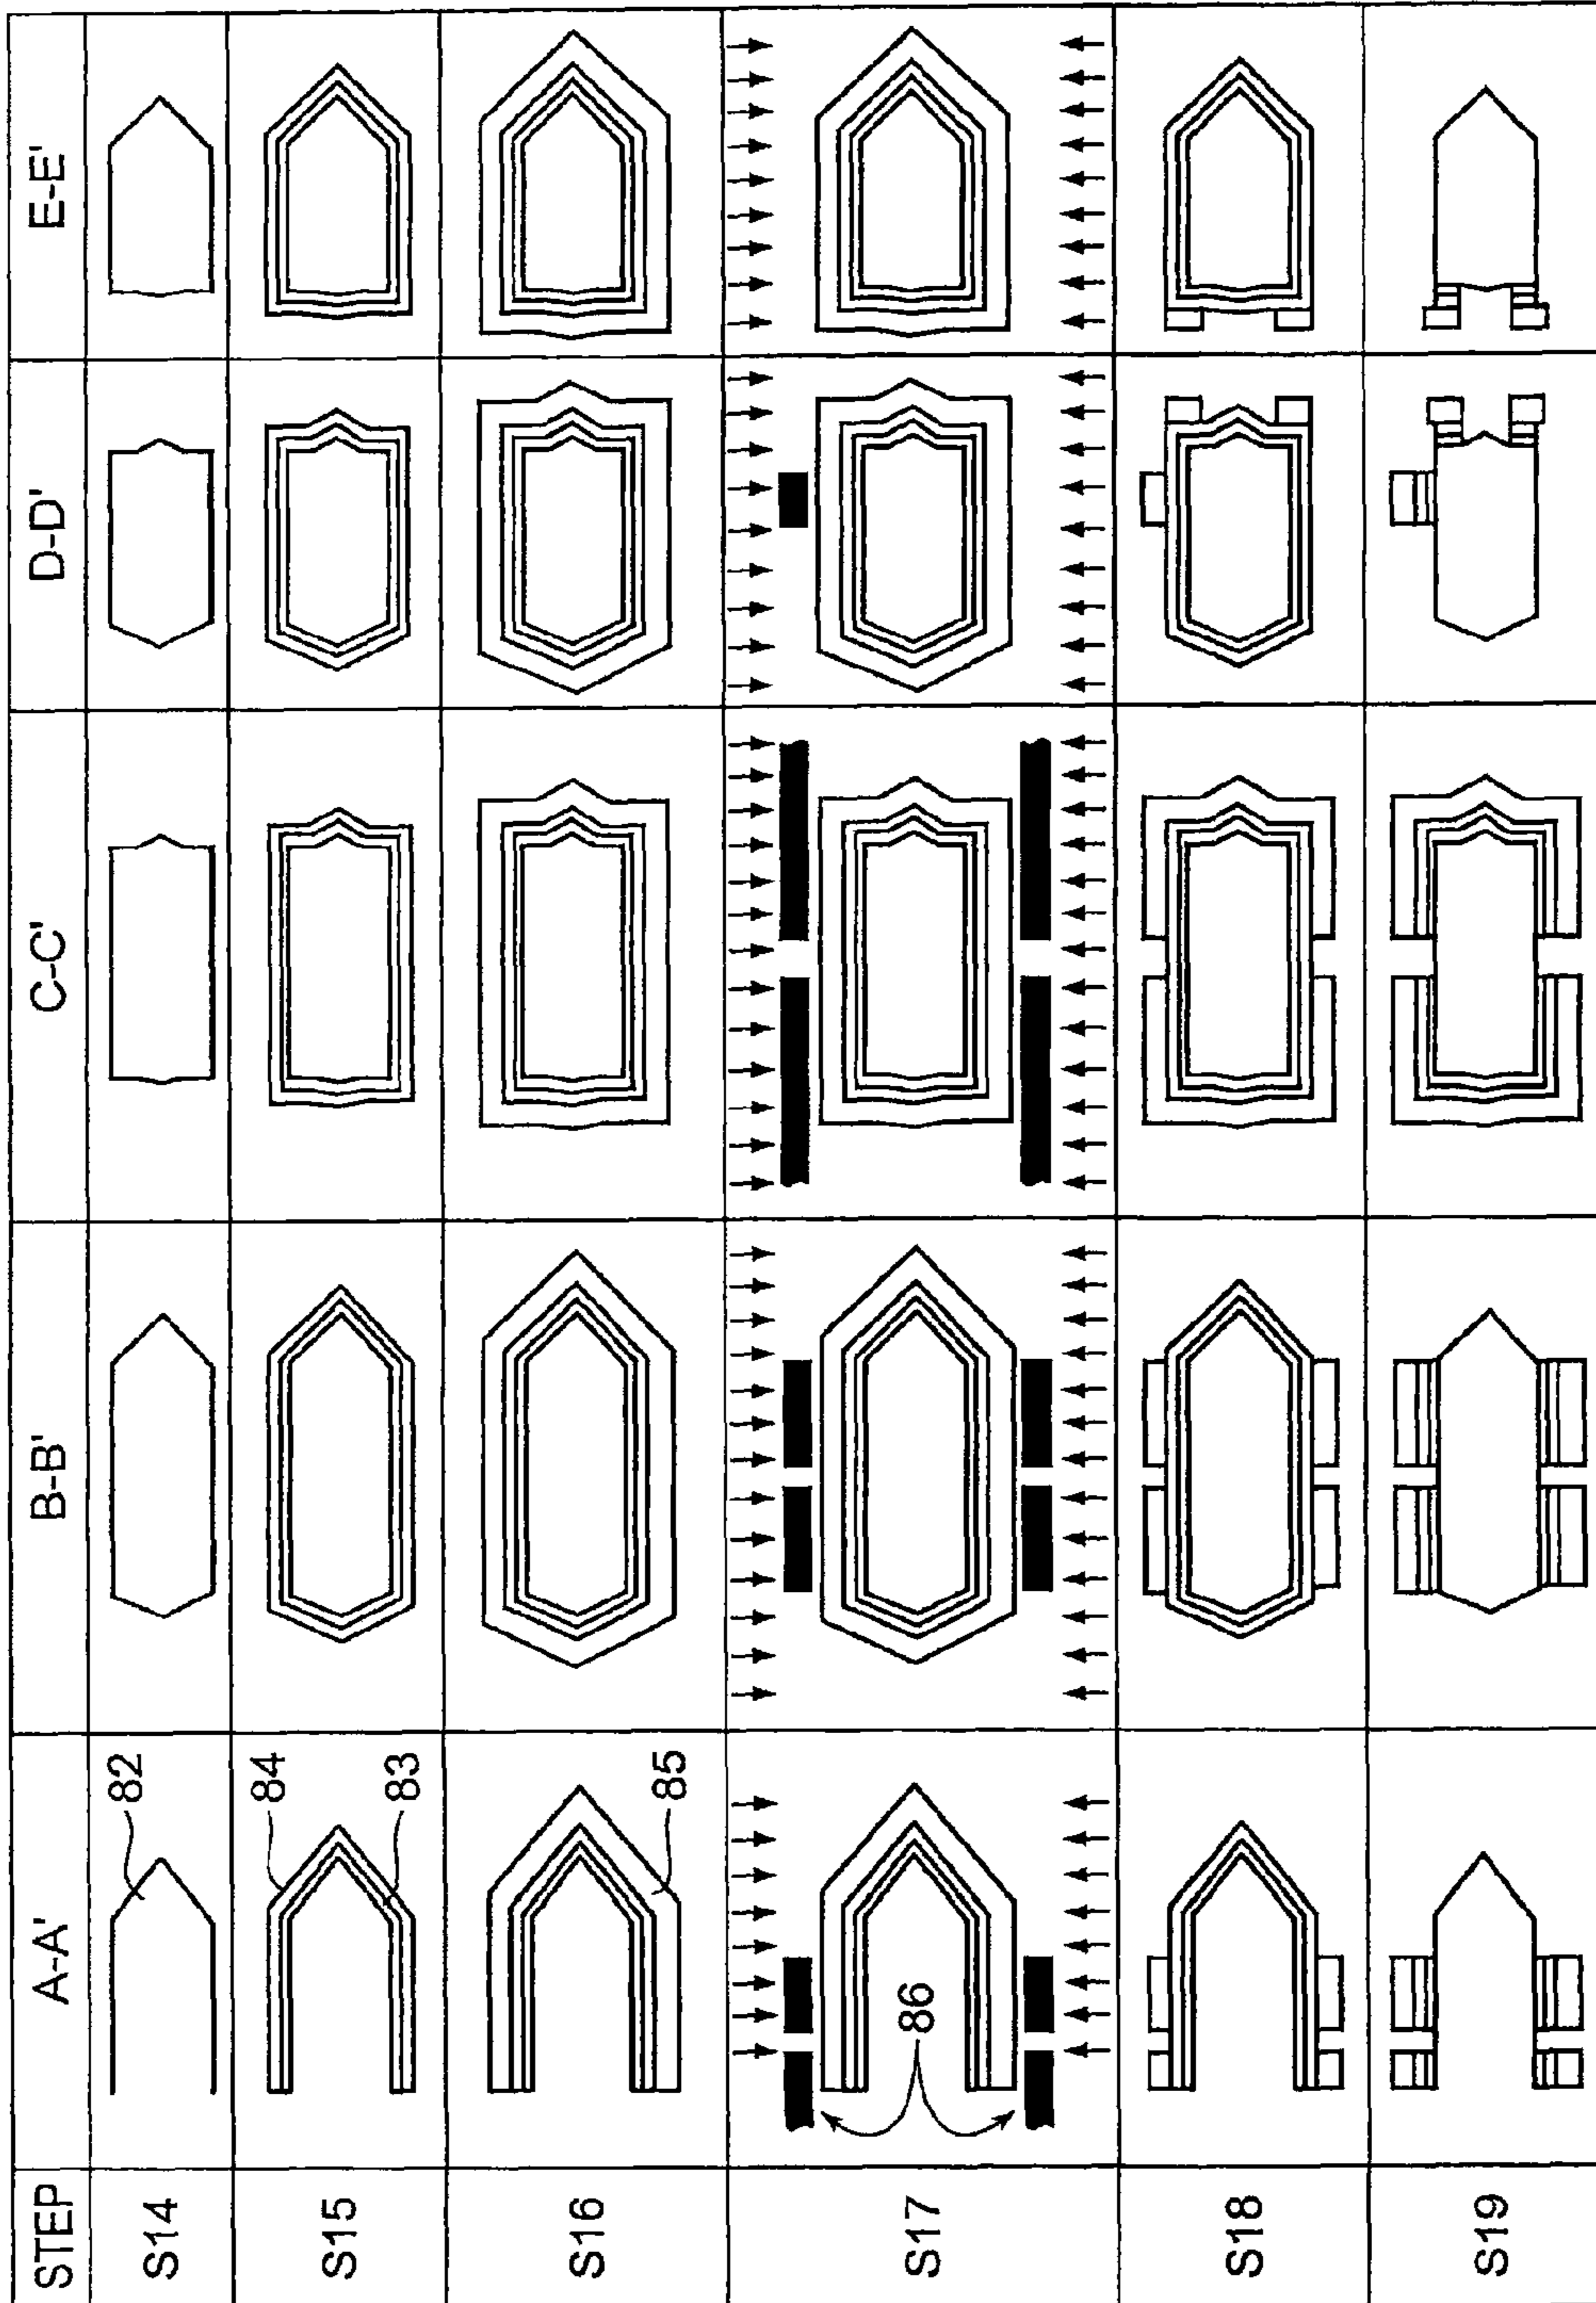 STEP A-A' B-B' C-C' D-D' E-E'
S14 82
S15 84 83
S16 85
S17 86
S18
S19